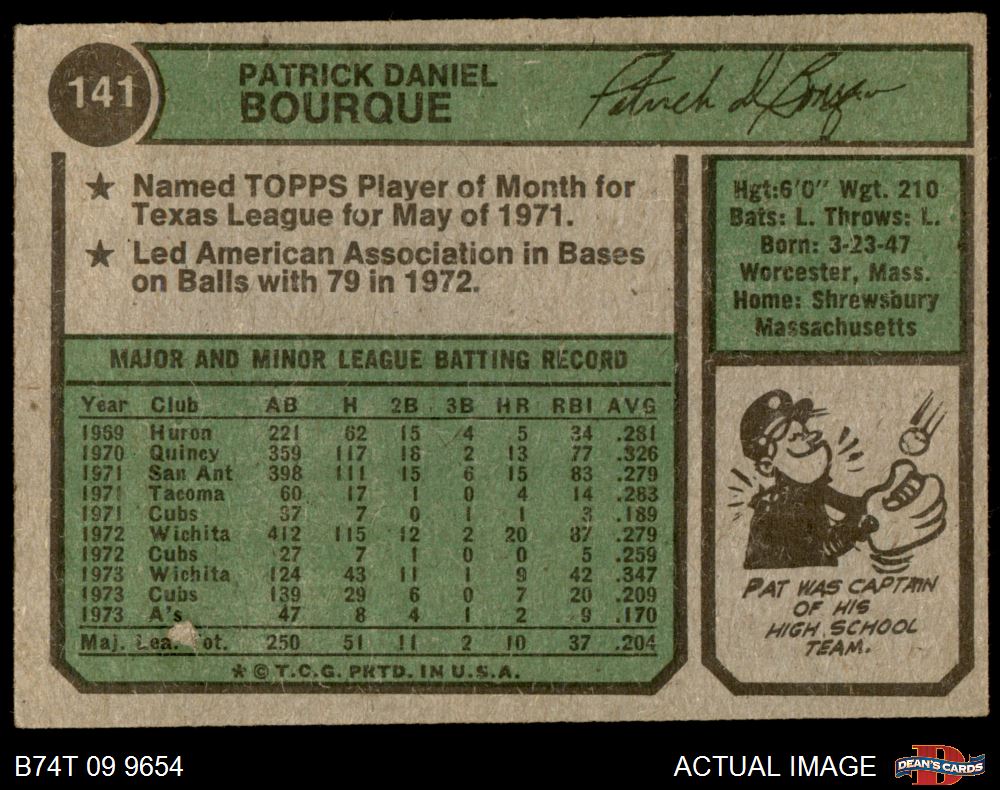 141
PATRICK DANIEL
BOURQUE
Patrick D Bourque
★ Named TOPPS Player of Month for
Texas League for May of 1971.
★ Led American Association in Bases
on Balls with 79 in 1972.
Hgt:6'0" Wgt. 210
Bats: L. Throws: L.
Born: 3-23-47
Worcester, Mass.
Home: Shrewsbury
Massachusetts
MAJOR AND MINOR LEAGUE BATTING RECORD
Year Club AB H 2B 3B HR RBI AVG
1969 Huron 221 62 15 4 5 34 .281
1970 Quincy 359 117 18 2 13 77 .326
1971 San Ant 398 111 15 6 15 83 .279
1971 Tacoma 60 17 1 0 4 14 .283
1971 Cubs 37 7 0 1 1 3 .189
1972 Wichita 412 115 12 2 20 87 .279
1972 Cubs 27 7 1 0 0 5 .259
1973 Wichita 124 43 11 1 9 42 .347
1973 Cubs 139 29 6 0 7 20 .209
1973 A's 47 8 4 1 2 9 .170
Maj. Lea. ot. 250 51 11 2 10 37 .204
★ © T.C.G. PRTD. IN U.S.A.
PAT WAS CAPTAIN
OF HIS
HIGH SCHOOL
TEAM.
B74T 09 9654
ACTUAL IMAGE
DEAN'S CARDS